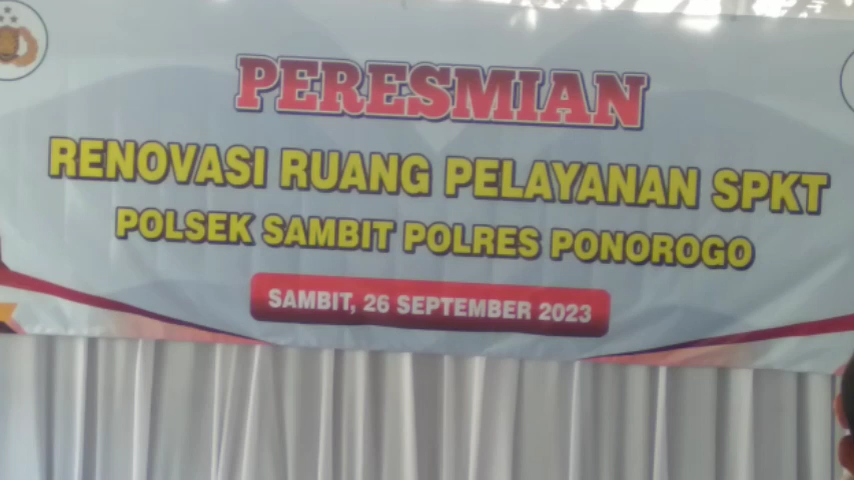 PERESMIAN
RENOVASI RUANG PELAYANAN SPKT
POLSEK SAMBIT POLRES PONOROGO
SAMBIT, 26 SEPTEMBER 2023